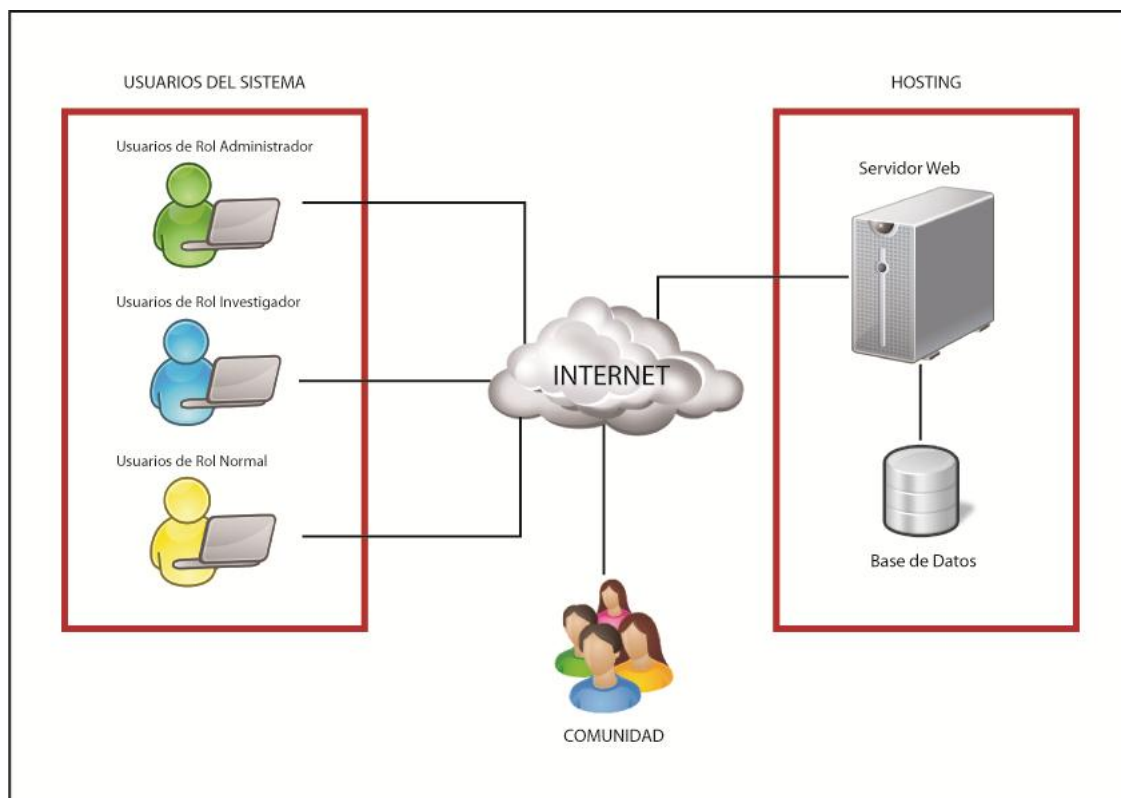 USUARIOS DEL SISTEMA
Usuarios de Rol Administrador
Usuarios de Rol Investigador
Usuarios de Rol Normal
INTERNET
COMUNIDAD
HOSTING
Servidor Web
Base de Datos